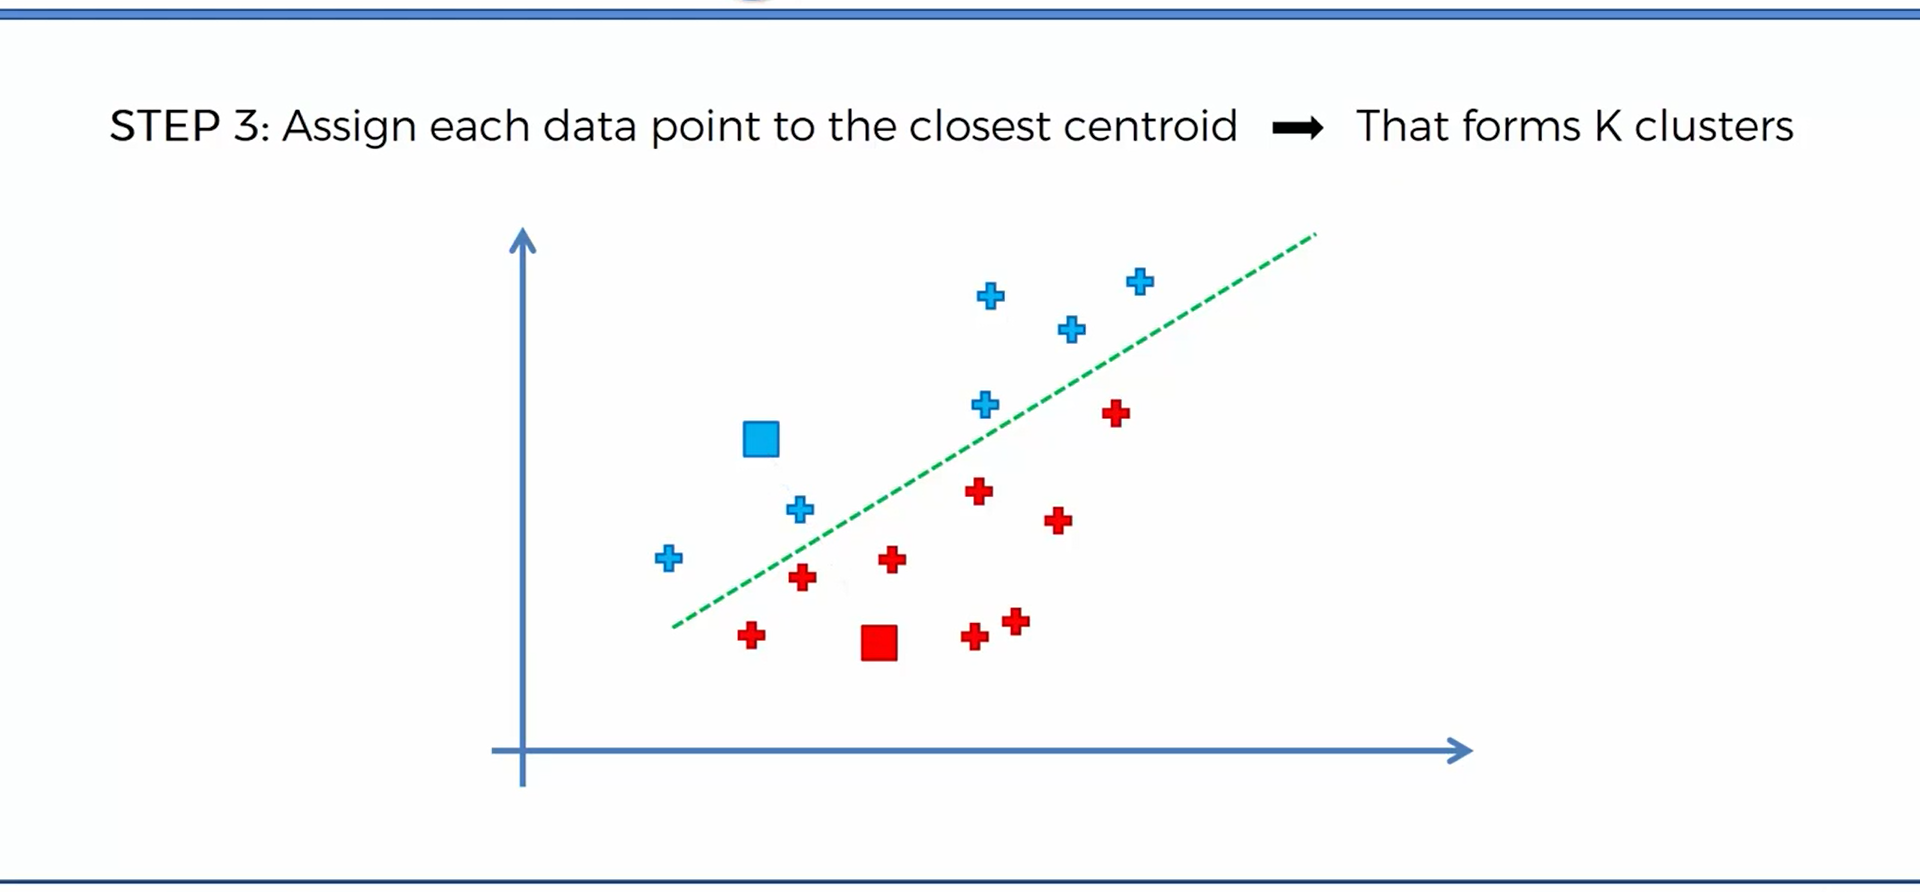 STEP 3: Assign each data point to the closest centroid ➡ That forms K clusters